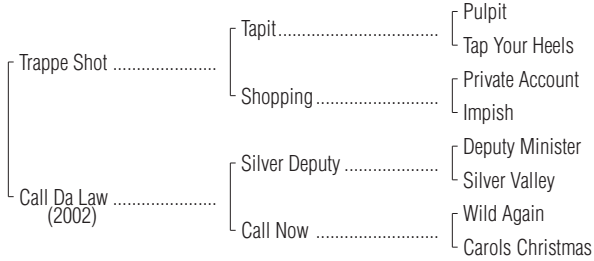 Pulpit
Tapit
Tap Your Heels
Trappe Shot
Private Account
Shopping
Impish
Deputy Minister
Silver Deputy
Silver Valley
Call Da Law
(2002)
Wild Again
Call Now
Carols Christmas